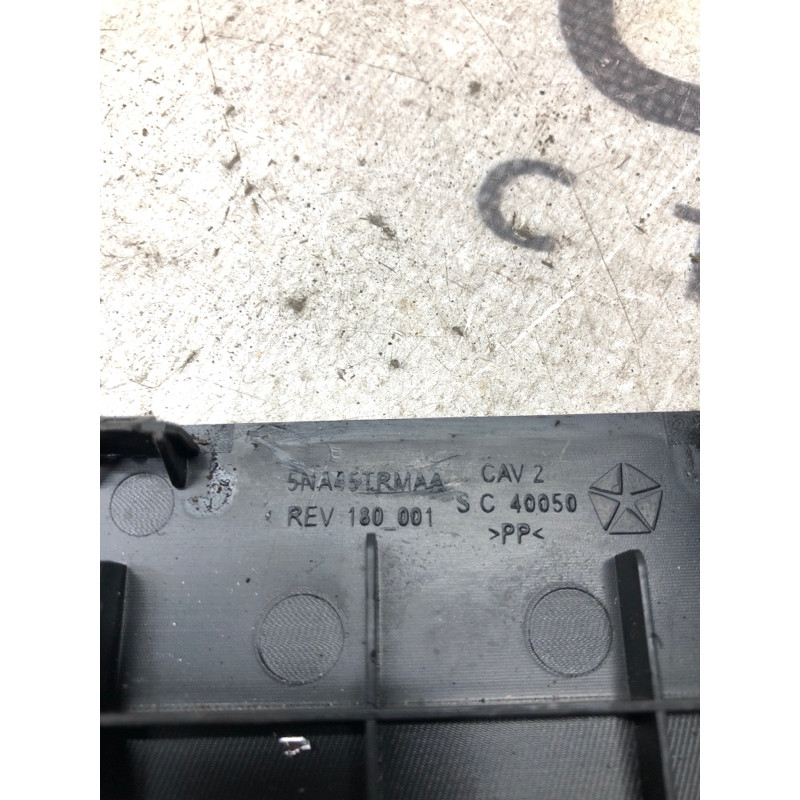 C
5NA45TRMAA CAV 2
REV 180_001 S C 40050
>PP<